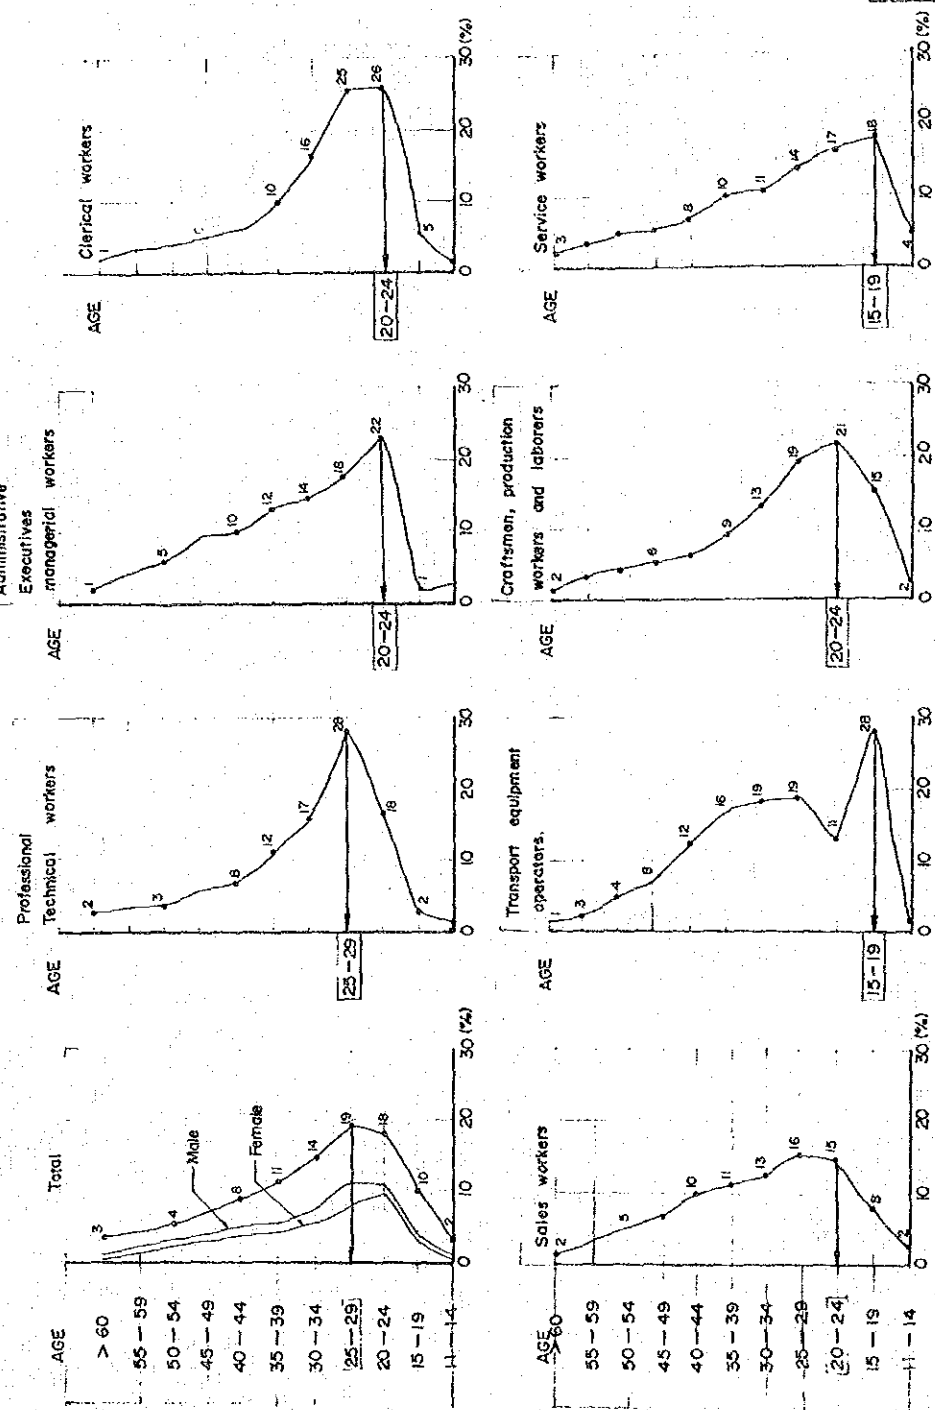 Total
AGE
> 60
55 - 59
50 - 54
45 - 49
40 - 44
35 - 39
30 - 34
25 - 29
20 - 24
15 - 19
11 - 14
Male
Female
3
4
8
11
14
19
18
10
2
0 10 20 30 (%)
Professional
Technical workers
AGE
2
3
8
12
17
28
18
2
25 - 29
0 10 20 30
Executives
managerial workers
AGE
1
5
10
12
14
18
22
1
20 - 24
0 10 20 30
Clerical workers
AGE
1
10
16
25
26
5
20 - 24
0 10 20 30 (%)
Sales workers
AGE
>60
55 - 59
50 - 54
45 - 49
40 - 44
35 - 39
30 - 34
25 - 29
20 - 24
15 - 19
11 - 14
2
5
10
11
13
16
15
8
2
0 10 20 30 (%)
Transport equipment
operators.
AGE
1
3
4
8
12
16
19
19
11
28
15 - 19
0 10 20 30
Craftsmen, production
workers and laborers
AGE
2
6
9
13
19
21
15
2
20 - 24
0 10 20 30
Service workers
AGE
3
8
10
11
14
17
18
4
15 - 19
0 10 20 30 (%)